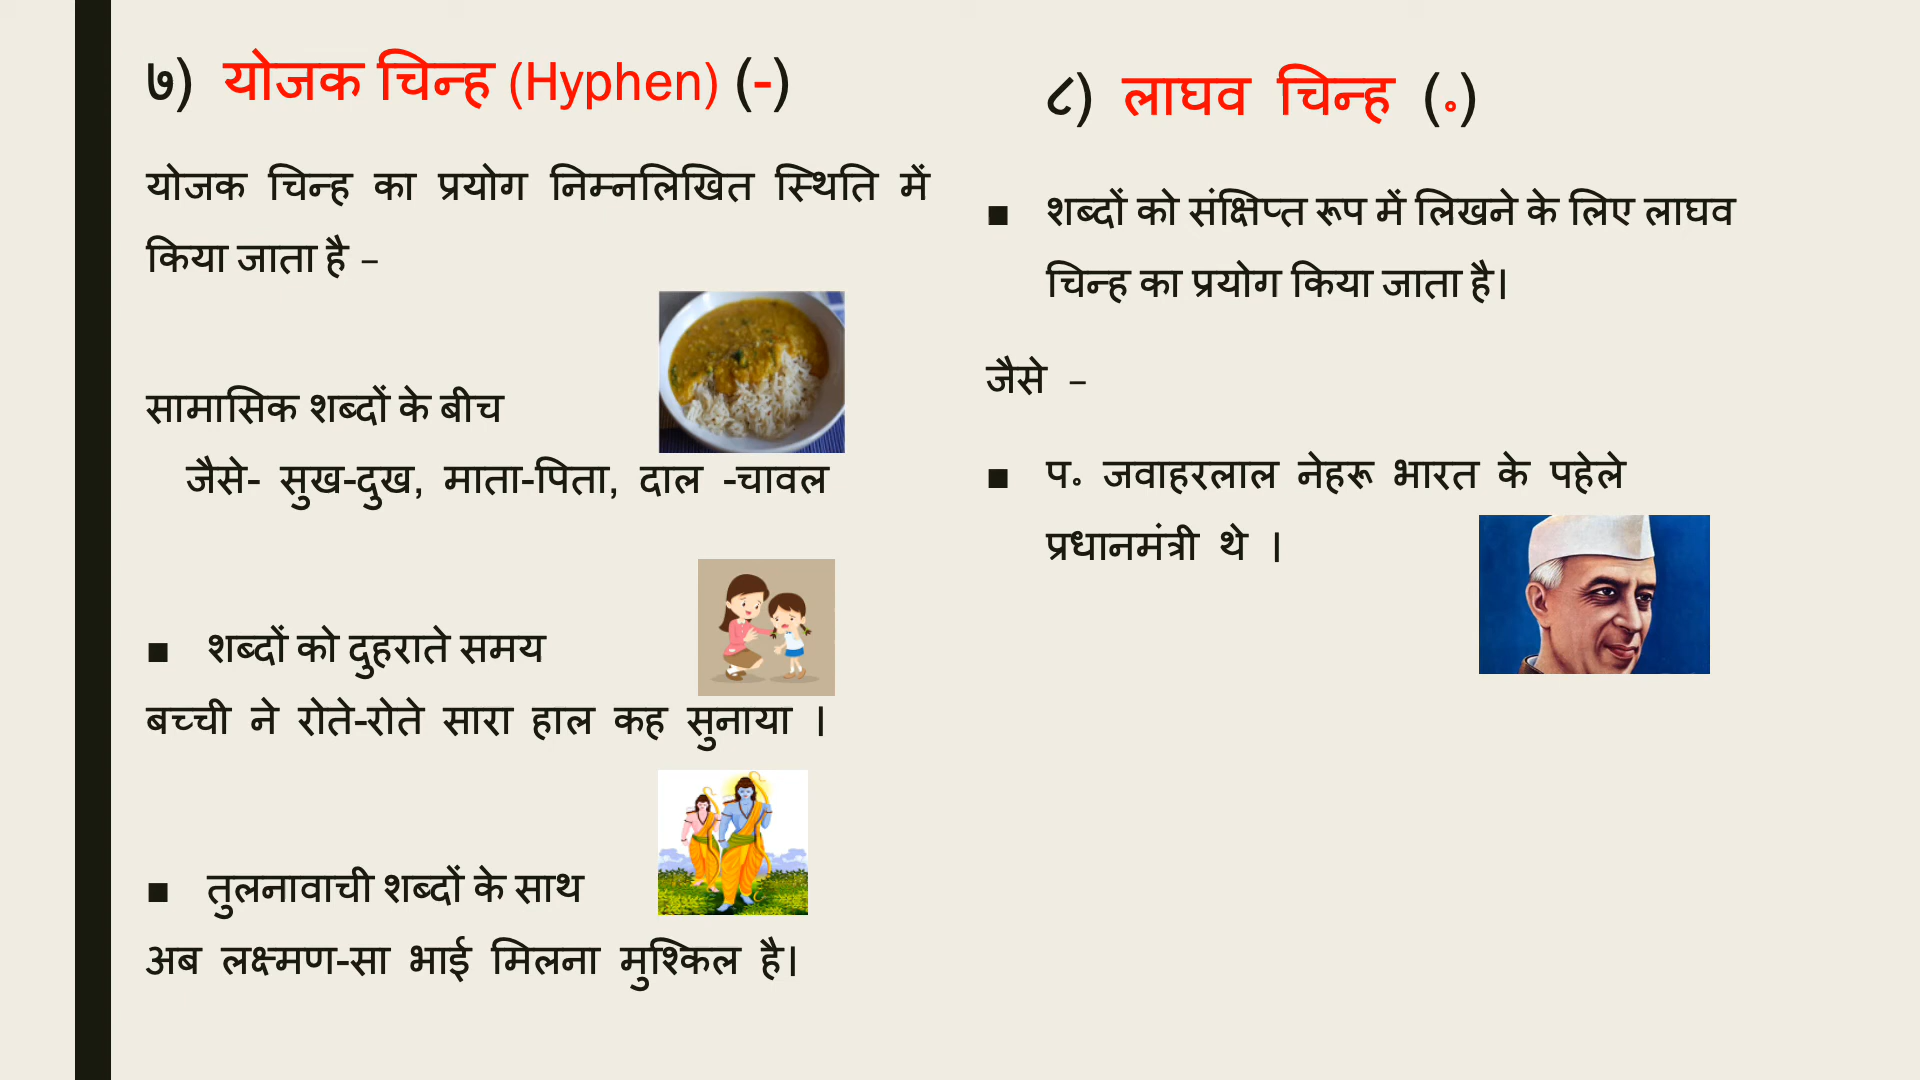 ७) योजक चिन्ह (Hyphen) (-)
योजक चिन्ह का प्रयोग निम्नलिखित स्थिति में
किया जाता है –
सामासिक शब्दों के बीच
जैसे- सुख-दुख, माता-पिता, दाल -चावल
■ शब्दों को दुहराते समय
बच्ची ने रोते-रोते सारा हाल कह सुनाया ।
■ तुलनावाची शब्दों के साथ
अब लक्ष्मण-सा भाई मिलना मुश्किल है।
८) लाघव चिन्ह (॰)
■ शब्दों को संक्षिप्त रूप में लिखने के लिए लाघव
चिन्ह का प्रयोग किया जाता है।
जैसे –
■ प॰ जवाहरलाल नेहरू भारत के पहेले
प्रधानमंत्री थे ।